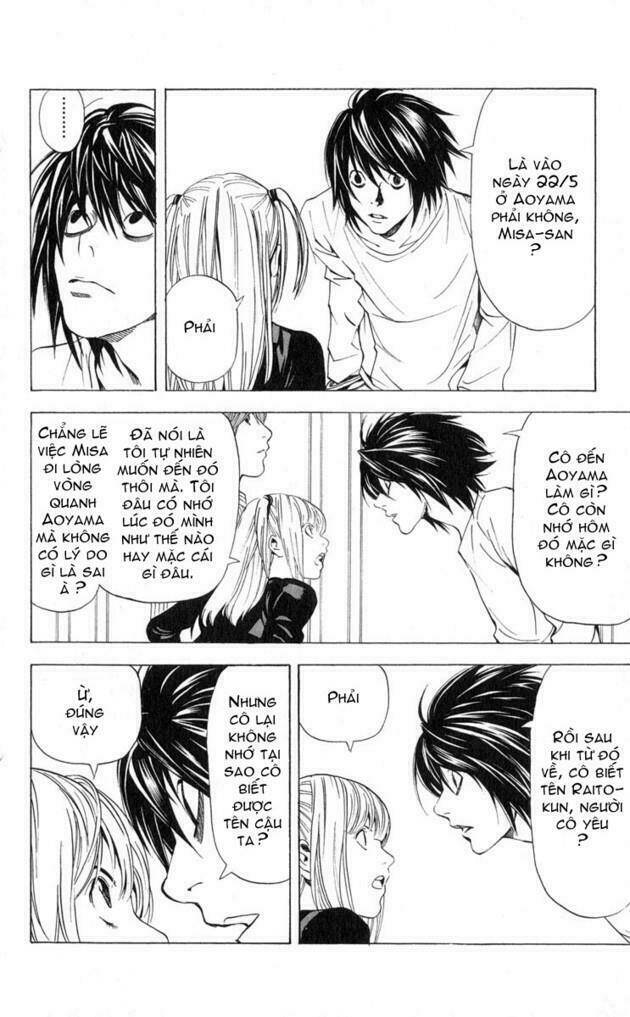 Là vào
ngày 22/5
ở Aoyama
phải không,
Misa-san
?
Phải
........
Cô đến
Aoyama
làm gì?
Cô còn
nhớ hôm
đó mặc gì
không?
Đã nói là
tôi tự nhiên
muốn đến đó
thôi mà. Tôi
đâu có nhớ
lúc đó mình
như thế nào
hay mặc cái
gì đâu.
Chẳng lẽ
việc Misa
đi lòng
vòng
quanh
Aoyama
mà không
có lý do
gì là sai
à?
Rồi sau
khi từ đó
về, cô biết
tên Raito-
kun, người
cô yêu
?
Phải
Nhưng
cô lại
không
nhớ tại
sao cô
biết
được
tên cậu
ta?
Ừ,
đúng
vậy